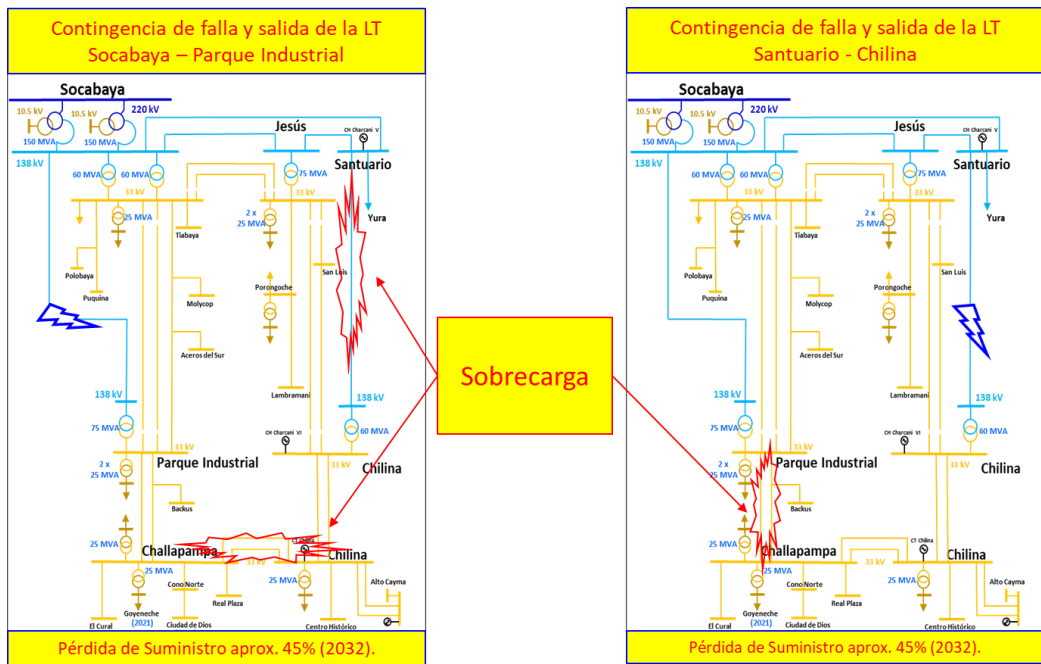 Contingencia de falla y salida de la LT
Socabaya – Parque Industrial
Socabaya
10.5 kV
10.5 kV
220 kV
150 MVA
150 MVA
138 kV
Jesús
CH Charcani V
Santuario
60 MVA
60 MVA
75 MVA
33 kV
33 kV
25 MVA
2 x
25 MVA
Yura
Tiabaya
Polobaya
Puquina
San Luis
Porongoche
Molycop
Aceros del Sur
Lambramani
138 kV
138 kV
75 MVA
60 MVA
CH Charcani VI
33 kV
33 kV
Parque Industrial
Chilina
2 x
25 MVA
Backus
25 MVA
Challapampa
CT Chilina
Chilina
33 kV
25 MVA
25 MVA
Cono Norte
Alto Cayma
Real Plaza
Goyeneche
(2021)
El Cural
Ciudad de Dios
Centro Histórico
Pérdida de Suministro aprox. 45% (2032).
Sobrecarga
Contingencia de falla y salida de la LT
Santuario - Chilina
Socabaya
10.5 kV
10.5 kV
220 kV
150 MVA
150 MVA
138 kV
Jesús
CH Charcani V
Santuario
60 MVA
60 MVA
75 MVA
33 kV
33 kV
25 MVA
2 x
25 MVA
Yura
Tiabaya
Polobaya
Puquina
San Luis
Porongoche
Molycop
Aceros del Sur
Lambramani
138 kV
138 kV
75 MVA
60 MVA
CH Charcani VI
33 kV
33 kV
Parque Industrial
Chilina
2 x
25 MVA
Backus
25 MVA
Challapampa
CT Chilina
Chilina
33 kV
25 MVA
25 MVA
Cono Norte
Alto Cayma
Real Plaza
Goyeneche
(2021)
El Cural
Ciudad de Dios
Centro Histórico
Pérdida de Suministro aprox. 45% (2032).